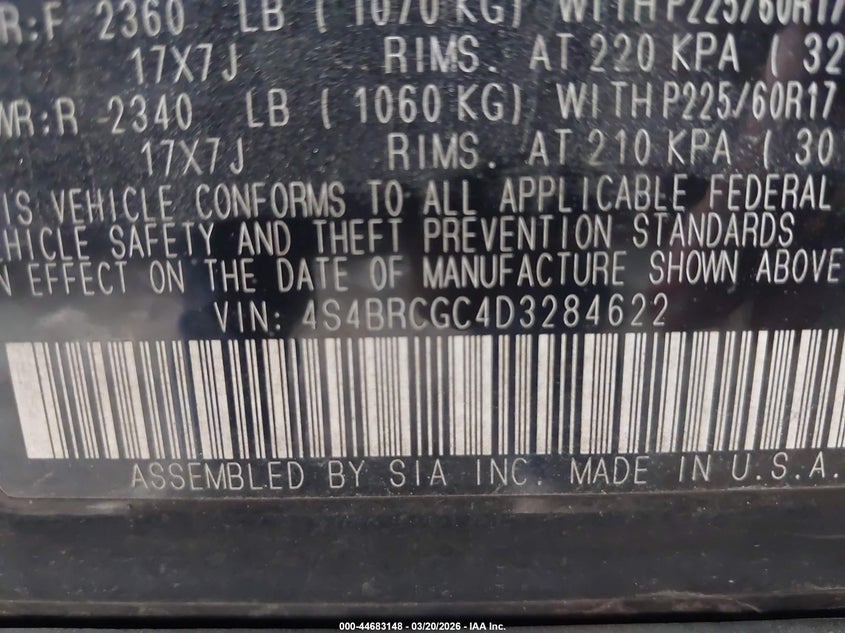 R:F 2360 LB ( 1070 KG) WITH P225/60R17
17X7J RIMS. AT 220 KPA ( 32
WR:R 2340 LB ( 1060 KG) WITH P225/60R17
17X7J RIMS. AT 210 KPA ( 30
IS VEHICLE CONFORMS TO ALL APPLICABLE FEDERAL
EHICLE SAFETY AND THEFT PREVENTION STANDARDS
N EFFECT ON THE DATE OF MANUFACTURE SHOWN ABOVE
VIN: 4S4BRCGC4D3284622
ASSEMBLED BY SIA INC. MADE IN U.S.A.
000-44683148 - 03/20/2026 - IAA Inc.